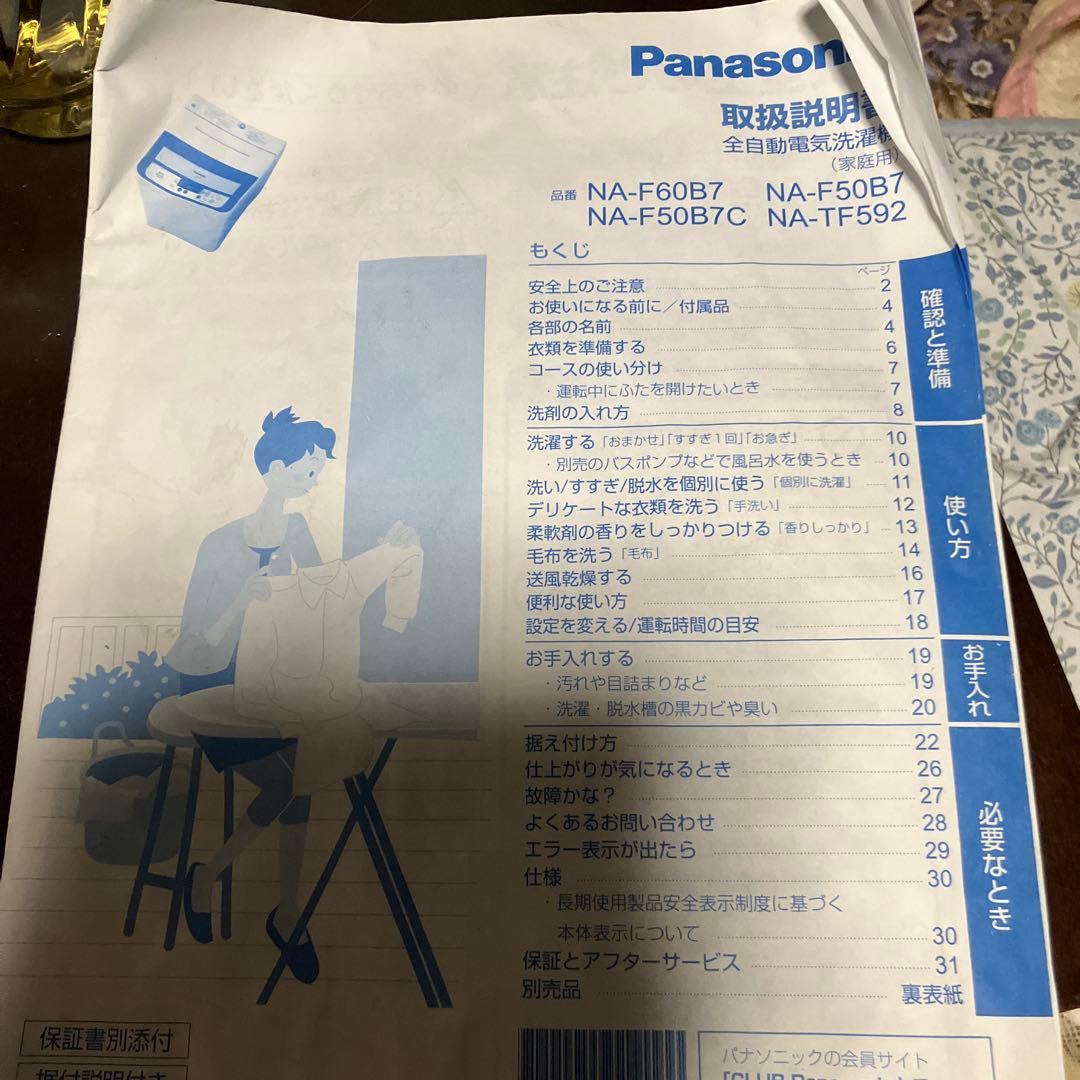 Panason
取扱説明書
全自動電気洗濯機
(家庭用)
品番 NA-F60B7 NA-F50B7
NA-F50B7C NA-TF592
もくじ
ページ
安全上のご注意 2
お使いになる前に／付属品 4
各部の名前 4
衣類を準備する 6
コースの使い分け 7
・運転中にふたを開けたいとき 7
洗剤の入れ方 8
確認と準備
洗濯する「おまかせ」「すすぎ1回」「お急ぎ」 10
・別売のバスポンプなどで風呂水を使うとき 10
洗い/すすぎ/脱水を個別に使う「個別に洗濯」 11
デリケートな衣類を洗う「手洗い」 12
柔軟剤の香りをしっかりつける「香りしっかり」 13
毛布を洗う「毛布」 14
送風乾燥する 16
便利な使い方 17
設定を変える/運転時間の目安 18
使い方
お手入れする 19
・汚れや目詰まりなど 19
・洗濯・脱水槽の黒カビや臭い 20
お手入れ
据え付け方 22
仕上がりが気になるとき 26
故障かな？ 27
よくあるお問い合わせ 28
エラー表示が出たら 29
仕様 30
・長期使用製品安全表示制度に基づく
本体表示について 30
保証とアフターサービス 31
別売品 裏表紙
必要なとき
保証書別添付
据付説明付き
パナソニックの会員サイト